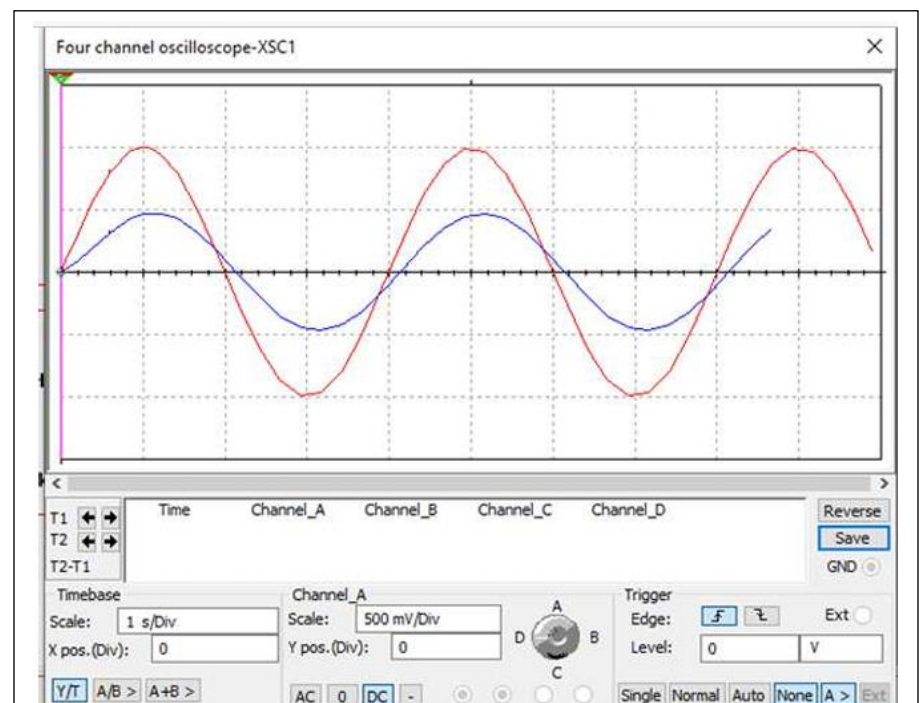 Four channel oscilloscope-XSC1
Time Channel_A Channel_B Channel_C Channel_D
T1
T2
T2-T1
Reverse
Save
GND
Timebase
Scale: 1 s/Div
X pos.(Div): 0
Y/T A/B > A+B >
Channel_A
Scale: 500 mV/Div
Y pos.(Div): 0
AC 0 DC -
A
D B
C
Trigger
Edge: Ext
Level: 0 V
Single Normal Auto None A > Ext